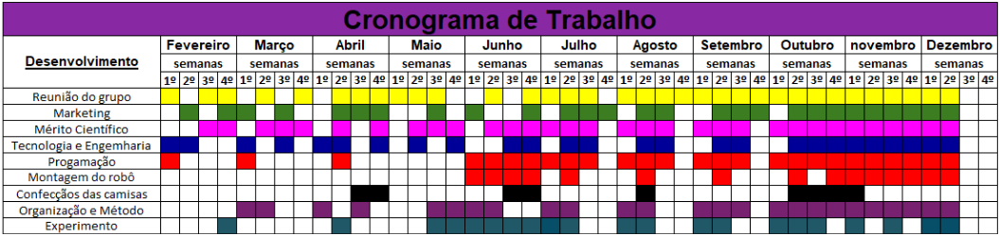 Cronograma de Trabalho
Desenvolvimento Fevereiro Março Abril Maio Junho Julho Agosto Setembro Outubro novembro Dezembro
semanas semanas semanas semanas semanas semanas semanas semanas semanas semanas semanas
1º 2º 3º 4º 1º 2º 3º 4º 1º 2º 3º 4º 1º 2º 3º 4º 1º 2º 3º 4º 1º 2º 3º 4º 1º 2º 3º 4º 1º 2º 3º 4º 1º 2º 3º 4º 1º 2º 3º 4º 1º 2º 3º 4º
Reunião do grupo
Marketing
Mérito Científico
Tecnologia e Engemharia
Progamação
Montagem do robô
Confecçãos das camisas
Organização e Método
Experimento